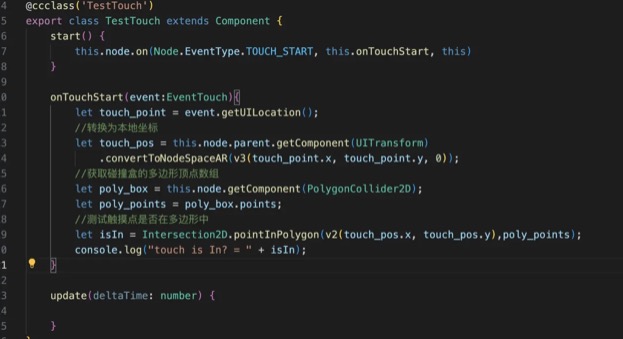 4 @ccclass('TestTouch')
5 export class TestTouch extends Component {
6 start() {
7 this.node.on(Node.EventType.TOUCH_START, this.onTouchStart, this)
8 }
9
0 onTouchStart(event:EventTouch){
1 let touch_point = event.getUILocation();
2 //转换为本地坐标
3 let touch_pos = this.node.parent.getComponent(UITransform)
4 .convertToNodeSpaceAR(v3(touch_point.x, touch_point.y, 0));
5 //获取碰撞盒的多边形顶点数组
6 let poly_box = this.node.getComponent(PolygonCollider2D);
7 let poly_points = poly_box.points;
8 //测试触摸点是否在多边形中
9 let isIn = Intersection2D.pointInPolygon(v2(touch_pos.x, touch_pos.y),poly_points);
0 console.log("touch is In? = " + isIn);
1 }
2
3 update(deltaTime: number) {
4
5 }